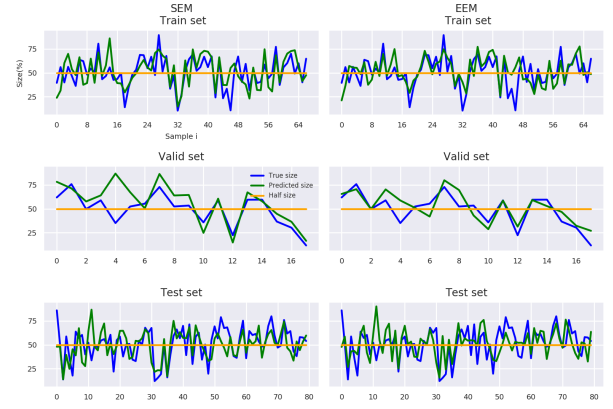 SEM
Train set
EEM
Train set
Size(%)
75
50
25
0 8 16 24 32 40 48 56 64
Sample i
0 8 16 24 32 40 48 56 64
Valid set
Valid set
75
50
25
True size
Predicted size
Half size
0 2 4 6 8 10 12 14 16
0 2 4 6 8 10 12 14 16
Test set
Test set
75
50
25
0 10 20 30 40 50 60 70 80
0 10 20 30 40 50 60 70 80